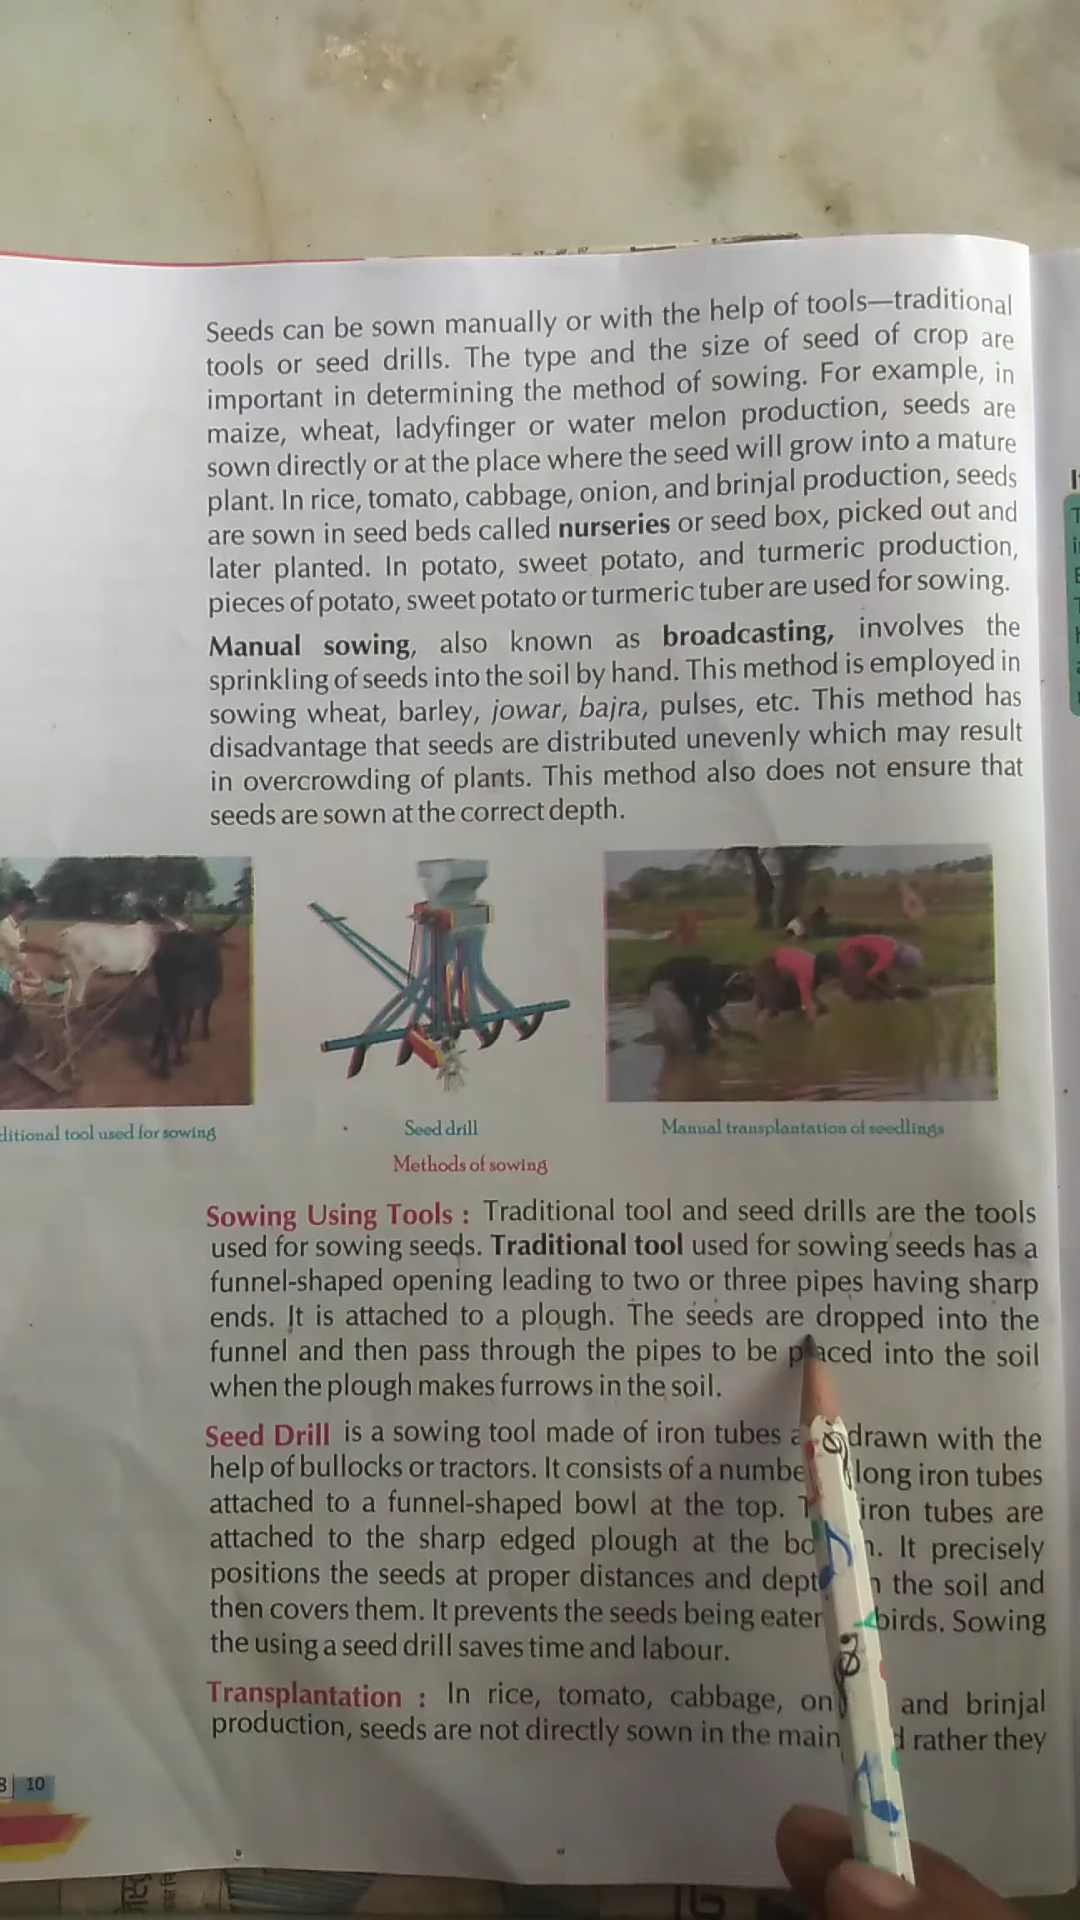 Seeds can be sown manually or with the help of tools—traditional
tools or seed drills. The type and the size of seed of crop are
important in determining the method of sowing. For example, in
maize, wheat, ladyfinger or water melon production, seeds are
sown directly or at the place where the seed will grow into a mature
plant. In rice, tomato, cabbage, onion, and brinjal production, seeds
are sown in seed beds called nurseries or seed box, picked out and
later planted. In potato, sweet potato, and turmeric production,
pieces of potato, sweet potato or turmeric tuber are used for sowing.
Manual sowing, also known as broadcasting, involves the
sprinkling of seeds into the soil by hand. This method is employed in
sowing wheat, barley, jowar, bajra, pulses, etc. This method has
disadvantage that seeds are distributed unevenly which may result
in overcrowding of plants. This method also does not ensure that
seeds are sown at the correct depth.
tool used for sowing
Seed drill
Manual transplantation of seedlings
Methods of sowing
Sowing Using Tools : Traditional tool and seed drills are the tools
used for sowing seeds. Traditional tool used for sowing seeds has a
funnel-shaped opening leading to two or three pipes having sharp
ends. It is attached to a plough. The seeds are dropped into the
funnel and then pass through the pipes to be placed into the soil
when the plough makes furrows in the soil.
Seed Drill is a sowing tool made of iron tubes drawn with the
help of bullocks or tractors. It consists of a long iron tubes
attached to a funnel-shaped bowl at the top. iron tubes are
attached to the sharp edged plough at the It precisely
positions the seeds at proper distances and the soil and
then covers them. It prevents the seeds being birds. Sowing
the using a seed drill saves time and labour.
Transplantation : In rice, tomato, cabbage, and brinjal
production, seeds are not directly sown in the main rather they
10